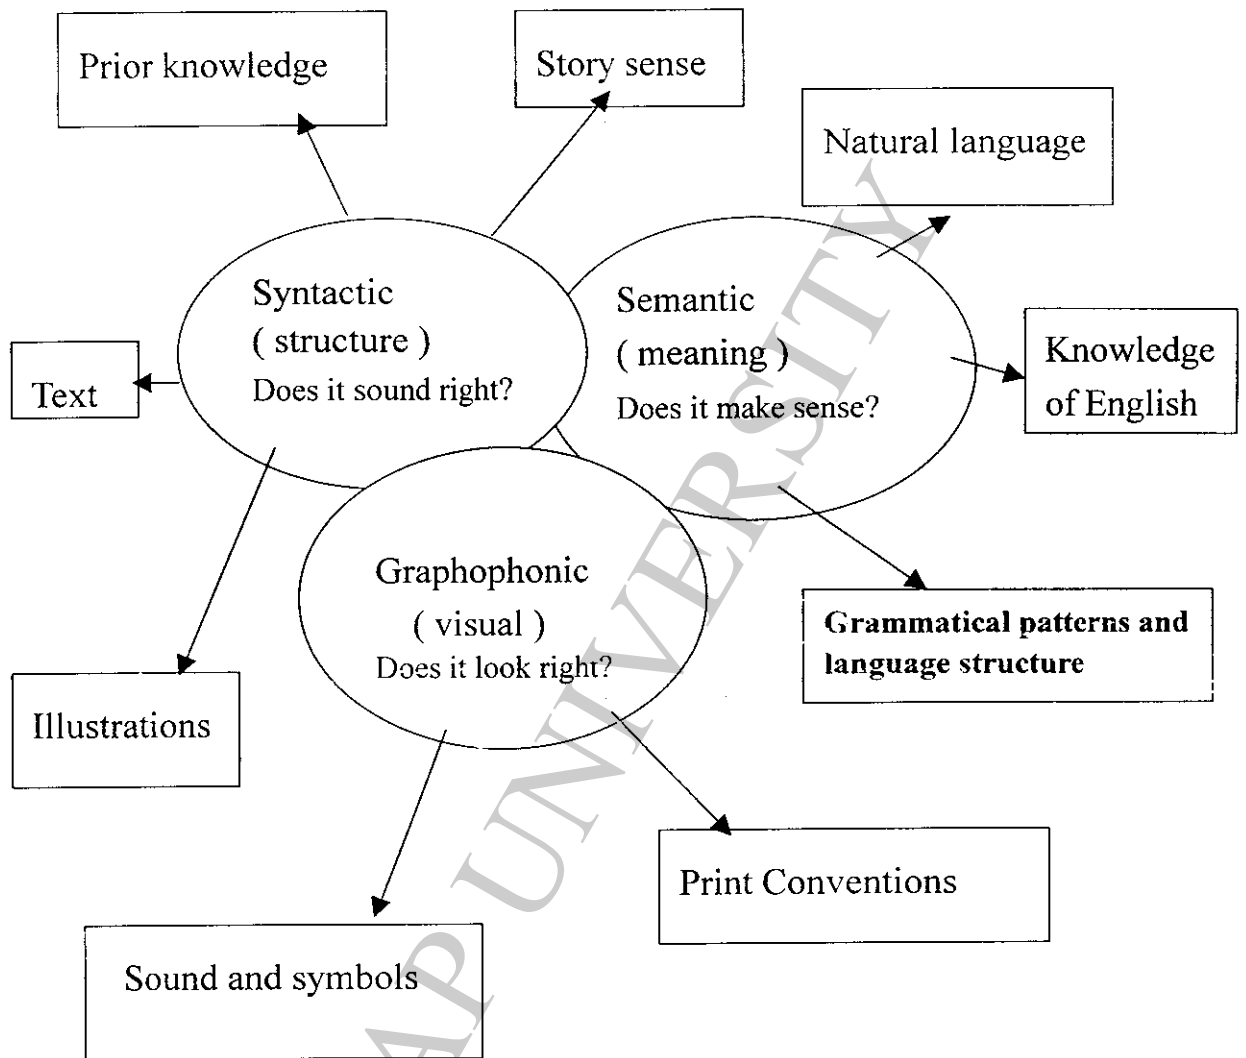 Prior knowledge
Story sense
Natural language
Syntactic
( structure )
Does it sound right?
Semantic
( meaning )
Does it make sense?
Text
Knowledge
of English
Graphophonic
( visual )
Does it look right?
Grammatical patterns and
language structure
Illustrations
Print Conventions
Sound and symbols
AP UNIVERSITY